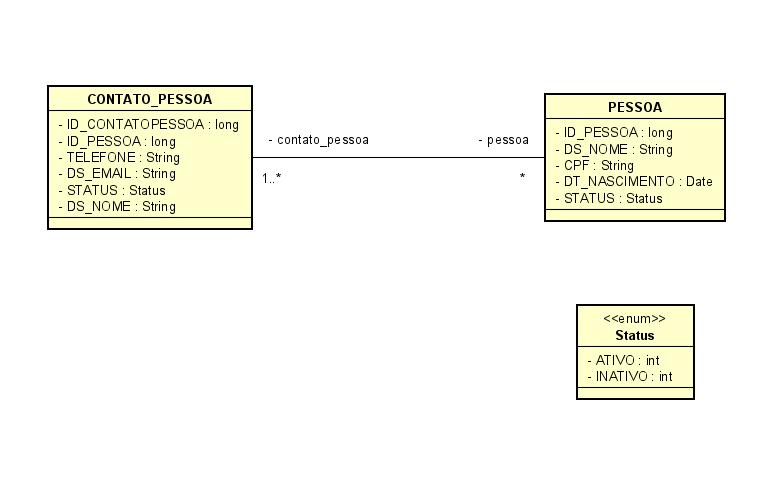 CONTATO_PESSOA
- ID_CONTATOPESSOA : long
- ID_PESSOA : long
- TELEFONE : String
- DS_EMAIL : String
- STATUS : Status
- DS_NOME : String
- contato_pessoa
1..*
- pessoa
*
PESSOA
- ID_PESSOA : long
- DS_NOME : String
- CPF : String
- DT_NASCIMENTO : Date
- STATUS : Status
<<enum>>
Status
- ATIVO : int
- INATIVO : int